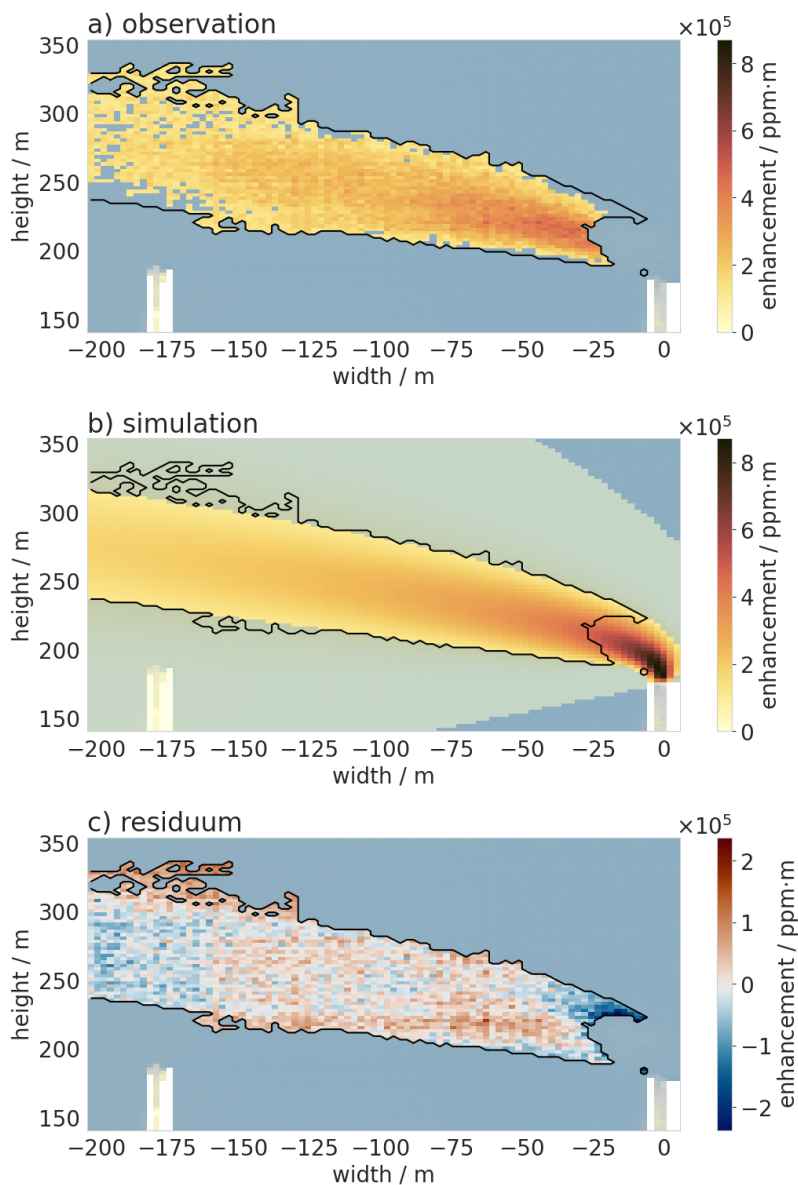 a) observation
×10⁵
350
300
250
200
150
height / m
−200 −175 −150 −125 −100 −75 −50 −25 0
width / m
8
6
4
2
0
enhancement / ppm·m
b) simulation
×10⁵
350
300
250
200
150
height / m
−200 −175 −150 −125 −100 −75 −50 −25 0
width / m
8
6
4
2
0
enhancement / ppm·m
c) residuum
×10⁵
350
300
250
200
150
height / m
−200 −175 −150 −125 −100 −75 −50 −25 0
width / m
2
1
0
−1
−2
enhancement / ppm·m